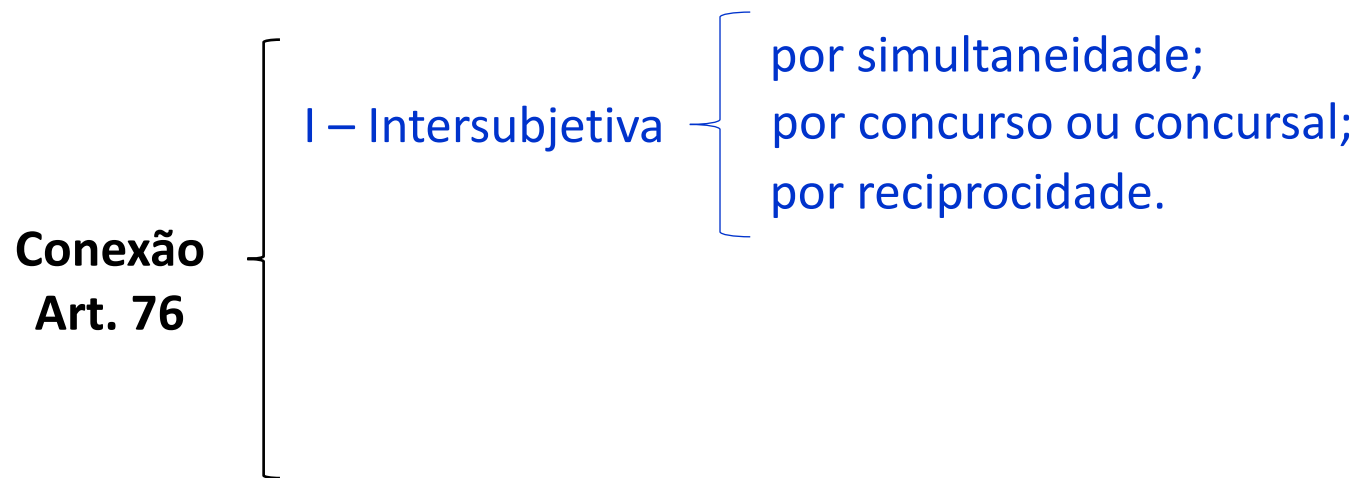 Conexão
Art. 76
I – Intersubjetiva
por simultaneidade;
por concurso ou concursal;
por reciprocidade.